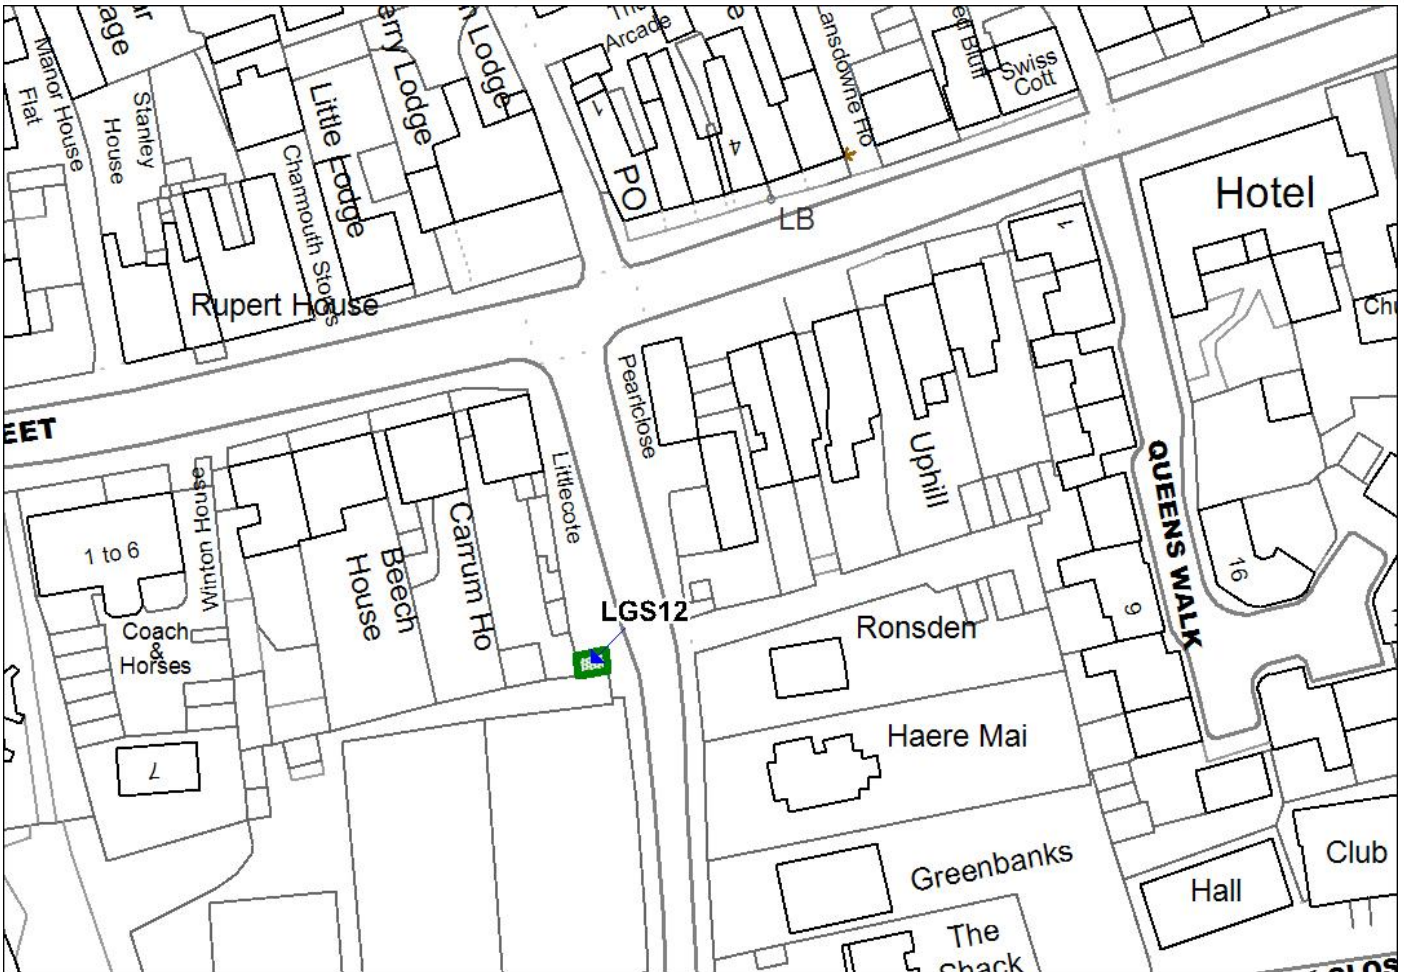 Manor House
Flat
Stanley
House
Little
Lodge
Charmouth Stores
Lodge
Lodge
The
Arcade
1
PO
4
LB
Swiss
Cott
Hotel
1
Rupert House
EET
Pearlclose
Littlecote
Winton House
1 to 6
Coach
&
Horses
Beech
House
Carrum Ho
Uphill
QUEENS WALK
16
9
LGS12
Ronsden
Haere Mai
7
Greenbanks
The
Shack
Hall
Club